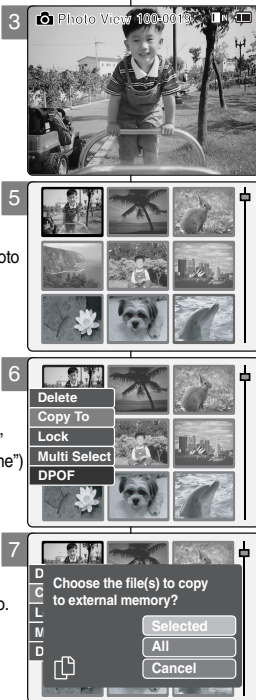 3
Photo View 100-0019 IN
5
oto
6
Delete
Copy To
Lock
Multi Select
DPOF
,
ne")
7
D
C
L
M
D
Choose the file(s) to copy
to external memory?
Selected
All
Cancel
o.